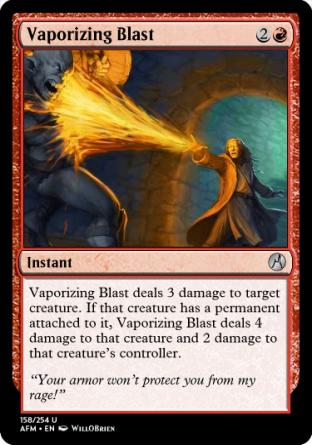 Vaporizing Blast 2
Instant
Vaporizing Blast deals 3 damage to target
creature. If that creature has a permanent
attached to it, Vaporizing Blast deals 4
damage to that creature and 2 damage to
that creature's controller.
“Your armor won't protect you from my
rage!”
158/254 U
AFM • EN WillOBrien